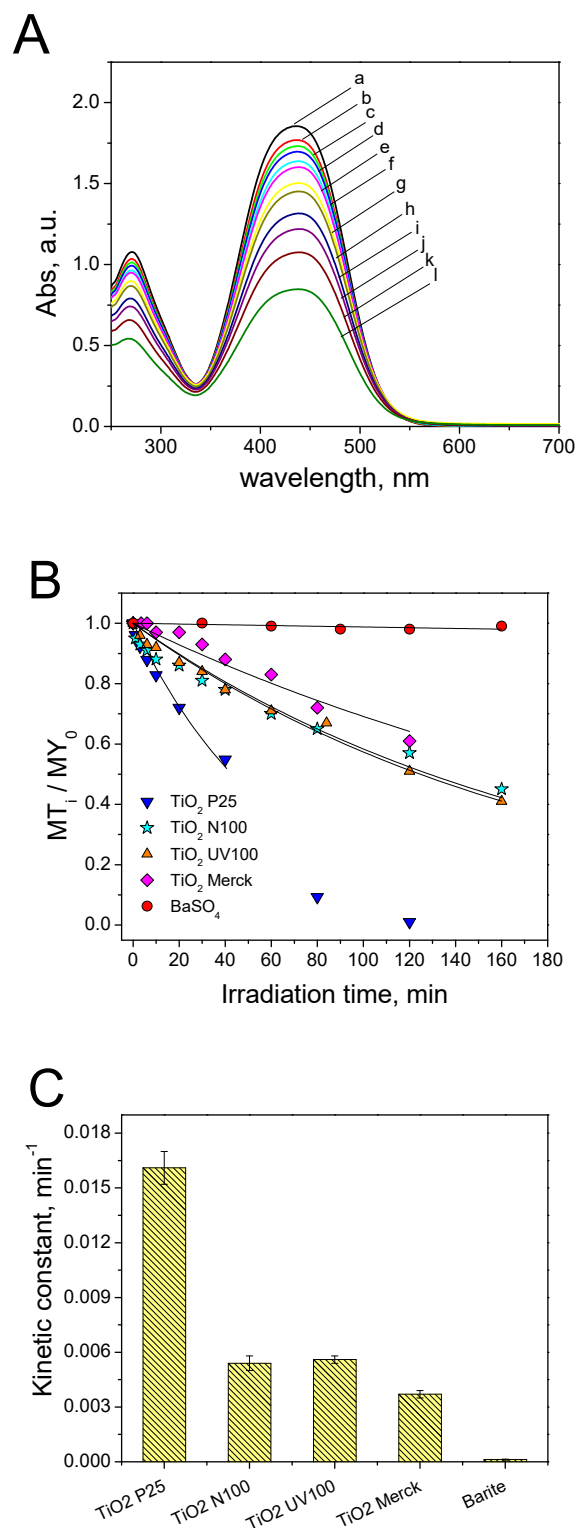 A
2.0
1.5
1.0
0.5
0.0
Abs, a.u.
a
b
c
d
e
f
g
h
i
j
k
l
300 400 500 600 700
wavelength, nm
B
1.0
0.8
0.6
0.4
0.2
0.0
MTᵢ / MY₀
TiO₂ P25
TiO₂ N100
TiO₂ UV100
TiO₂ Merck
BaSO₄
0 20 40 60 80 100 120 140 160 180
Irradiation time, min
C
0.018
0.015
0.012
0.009
0.006
0.003
0.000
Kinetic constant, min⁻¹
TiO2 P25
TiO2 N100
TiO2 UV100
TiO2 Merck
Barite